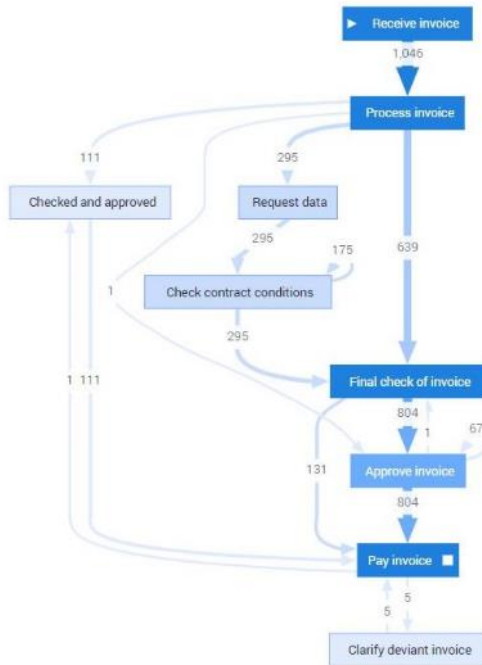 Receive invoice
1,046
Process invoice
111
295
Checked and approved
Request data
295
175
639
Check contract conditions
1
295
Final check of invoice
1
111
804
1
67
131
Approve invoice
804
Pay invoice
5
5
Clarify deviant invoice